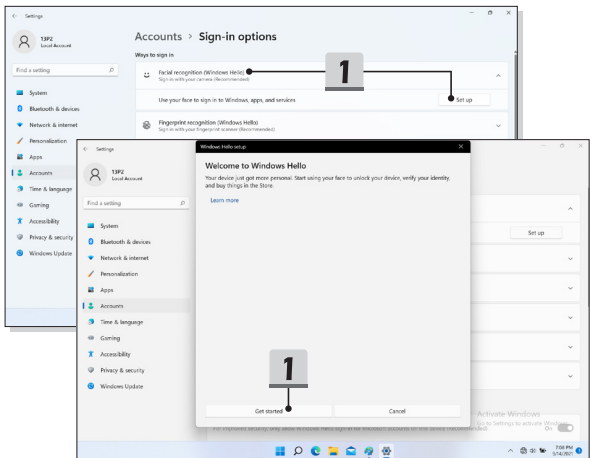 Settings
13P2
Local Account
Find a setting
System
Bluetooth & devices
Network & internet
Personalization
Apps
Accounts
Time & language
Gaming
Accessibility
Privacy & security
Windows Update
Accounts > Sign-in options
Ways to sign in
Facial recognition (Windows Hello)
Sign in with your camera (Recommended)
1
Use your face to sign in to Windows, apps, and services
Set up
Fingerprint recognition (Windows Hello)
Sign in with your fingerprint scanner (Recommended)
Settings
13P2
Local Account
Find a setting
System
Bluetooth & devices
Network & internet
Personalization
Apps
Accounts
Time & language
Gaming
Accessibility
Privacy & security
Windows Update
Windows Hello setup
Welcome to Windows Hello
Your device just got more personal. Start using your face to unlock your device, verify your identity,
and buy things in the Store.
Learn more
1
Get started
Cancel
Set up
Activate Windows
Go to Settings to activate Windows.
On
7:08 PM